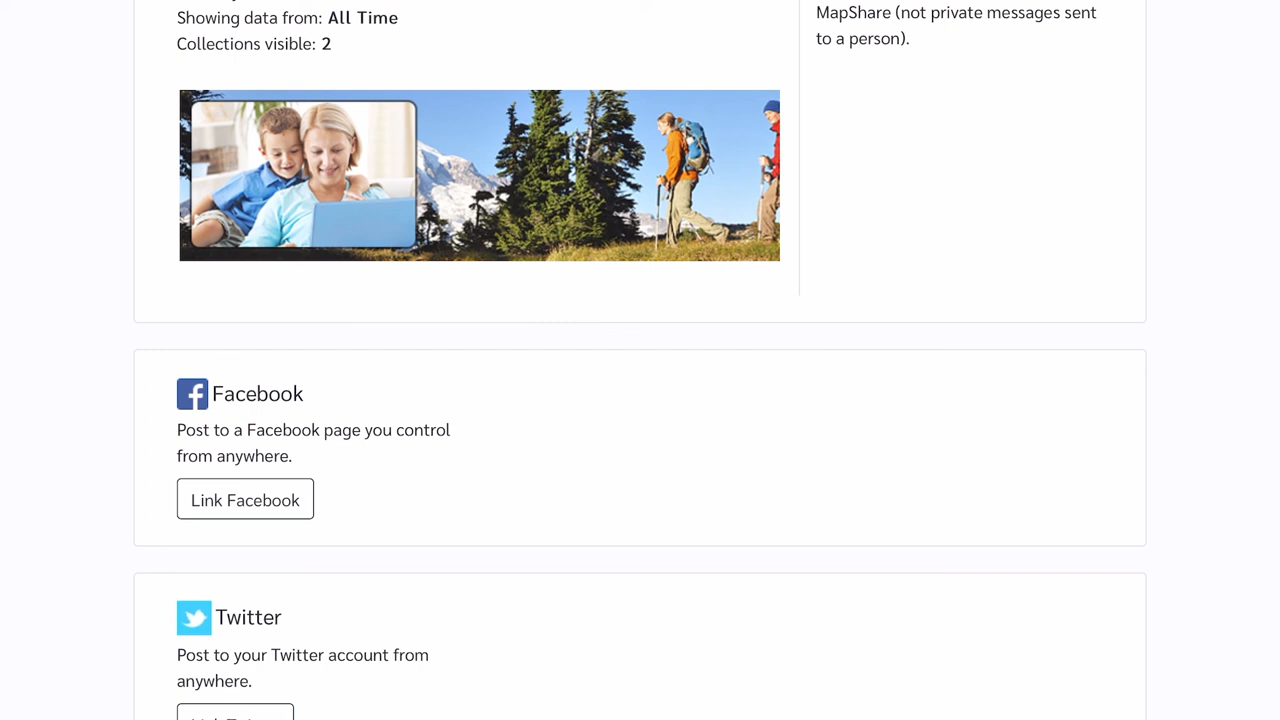 Showing data from: All Time
Collections visible: 2
MapShare (not private messages sent
to a person).
Facebook
Post to a Facebook page you control
from anywhere.
Link Facebook
Twitter
Post to your Twitter account from
anywhere.